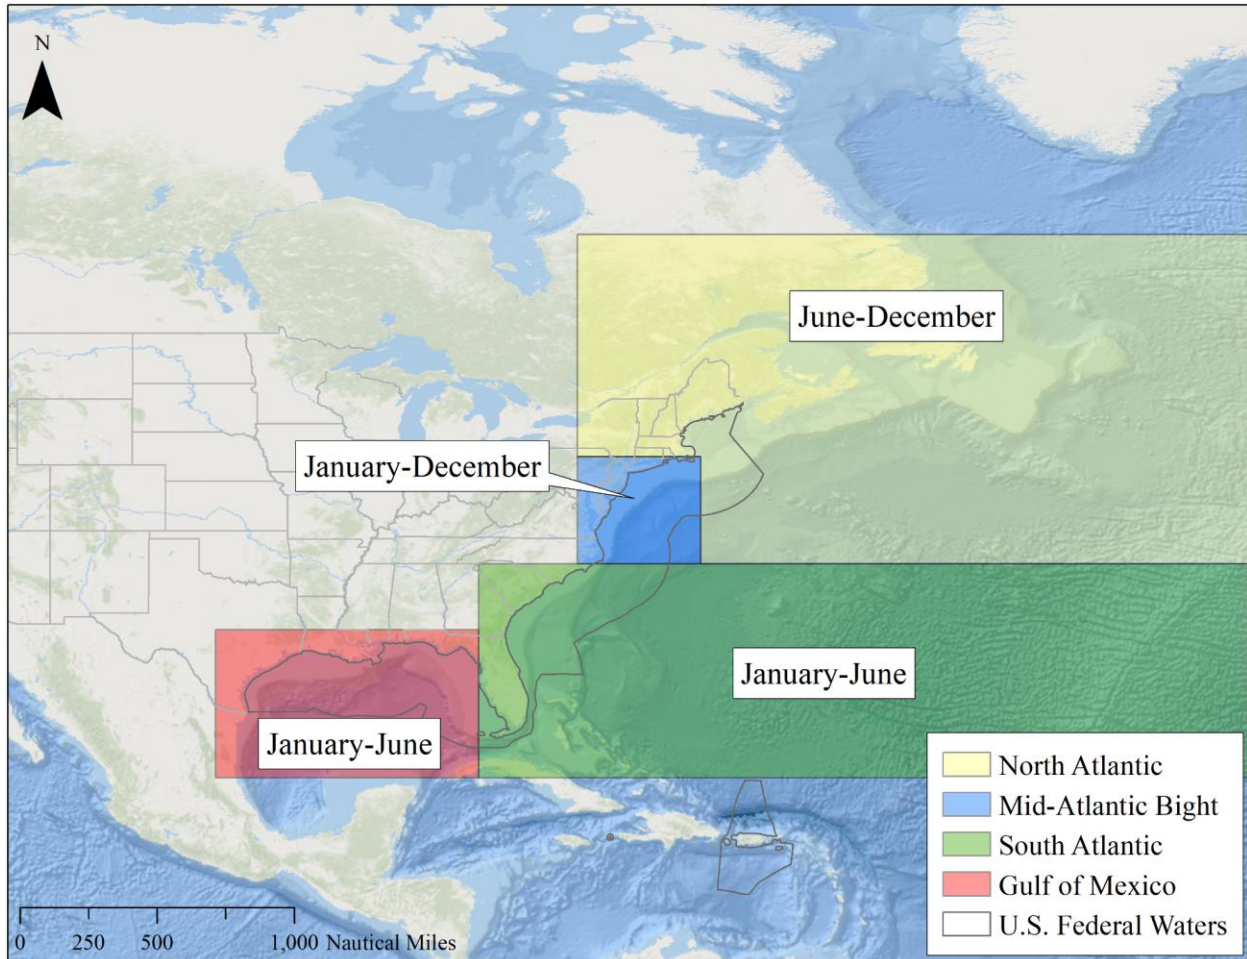 N
June-December
January-December
January-June
January-June
North Atlantic
Mid-Atlantic Bight
South Atlantic
Gulf of Mexico
U.S. Federal Waters
0 250 500 1,000 Nautical Miles